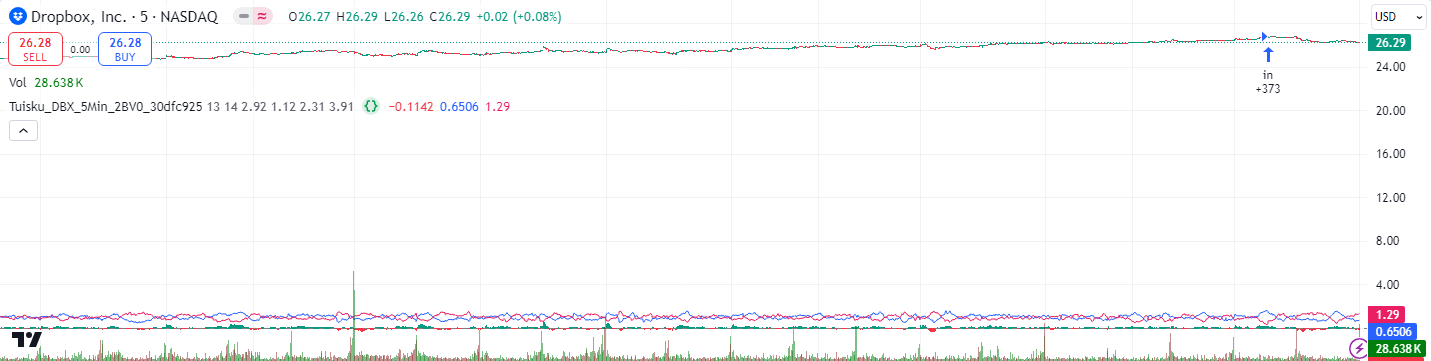 Dropbox, Inc. · 5 · NASDAQ O26.27 H26.29 L26.26 C26.29 +0.02 (+0.08%)
USD
26.28 SELL
0.00
26.28 BUY
26.29
24.00
Vol 28.638 K
in
+373
Tuisku_DBX_5Min_2BV0_30dfc925 13 14 2.92 1.12 2.31 3.91 {} −0.1142 0.6506 1.29
20.00
16.00
12.00
8.00
4.00
1.29
0.6506
28.638 K